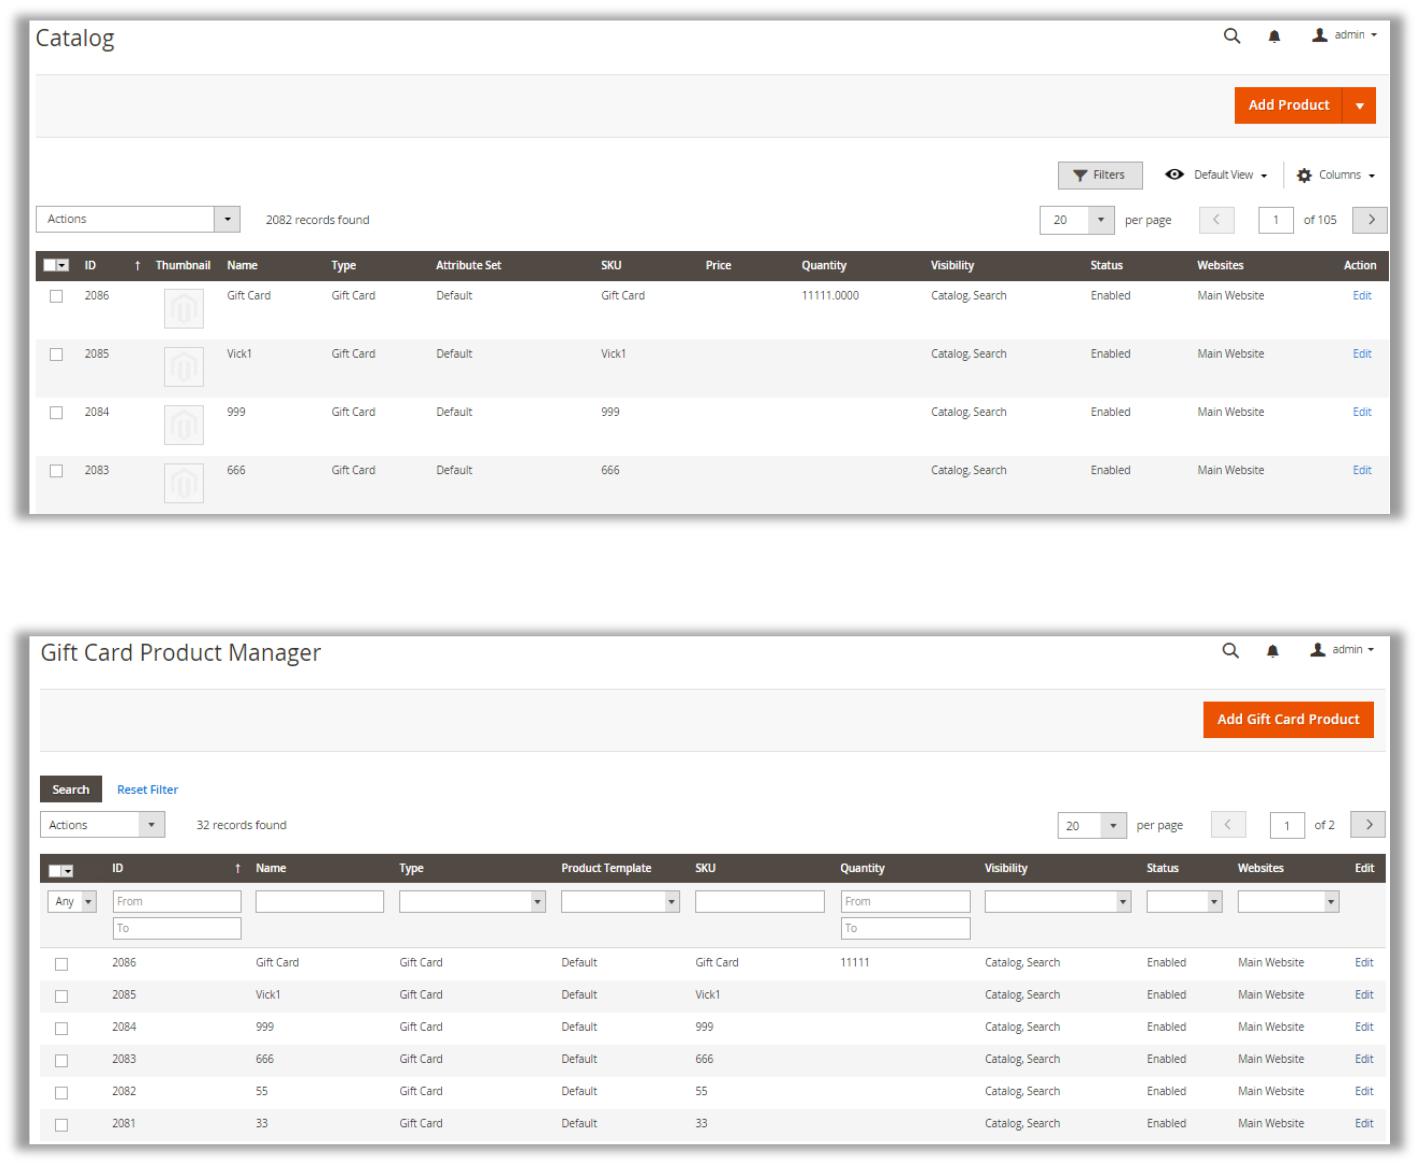 Catalog
admin
Add Product
Filters Default View Columns
Actions 2082 records found 20 per page 1 of 105
ID ↑ Thumbnail Name Type Attribute Set SKU Price Quantity Visibility Status Websites Action
2086 Gift Card Gift Card Default Gift Card 11111.0000 Catalog, Search Enabled Main Website Edit
2085 Vick1 Gift Card Default Vick1 Catalog, Search Enabled Main Website Edit
2084 999 Gift Card Default 999 Catalog, Search Enabled Main Website Edit
2083 666 Gift Card Default 666 Catalog, Search Enabled Main Website Edit
Gift Card Product Manager
admin
Add Gift Card Product
Search Reset Filter
Actions 32 records found 20 per page 1 of 2
ID ↑ Name Type Product Template SKU Quantity Visibility Status Websites Edit
Any From From
To To
2086 Gift Card Gift Card Default Gift Card 11111 Catalog, Search Enabled Main Website Edit
2085 Vick1 Gift Card Default Vick1 Catalog, Search Enabled Main Website Edit
2084 999 Gift Card Default 999 Catalog, Search Enabled Main Website Edit
2083 666 Gift Card Default 666 Catalog, Search Enabled Main Website Edit
2082 55 Gift Card Default 55 Catalog, Search Enabled Main Website Edit
2081 33 Gift Card Default 33 Catalog, Search Enabled Main Website Edit